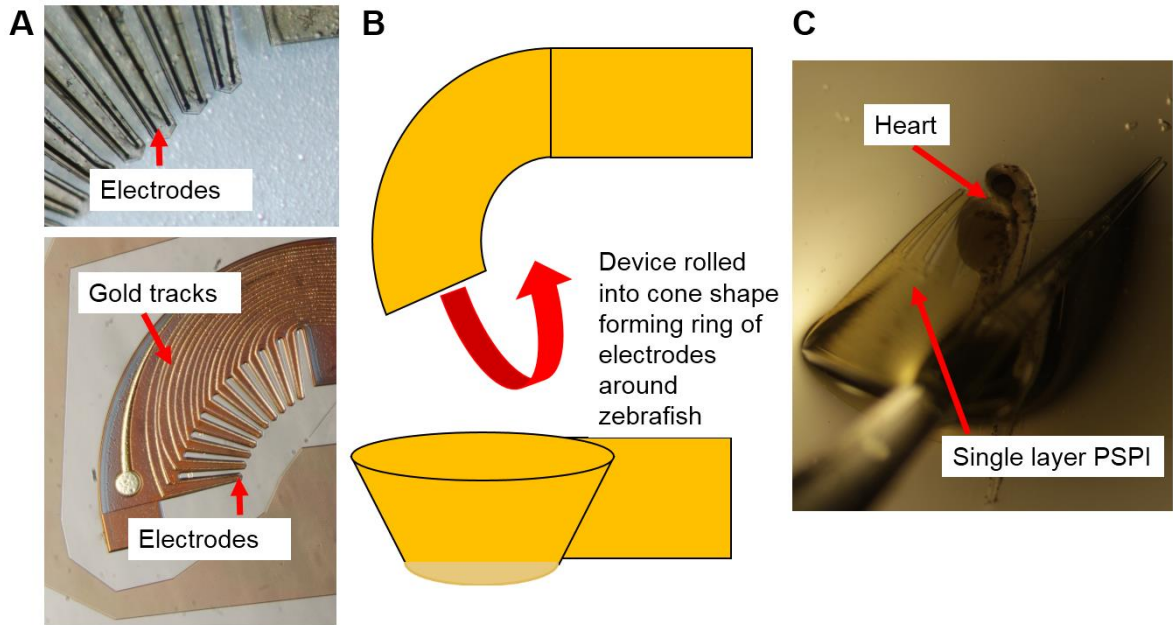 A
Electrodes
Gold tracks
Electrodes
B
Device rolled
into cone shape
forming ring of
electrodes
around
zebrafish
C
Heart
Single layer PSPI